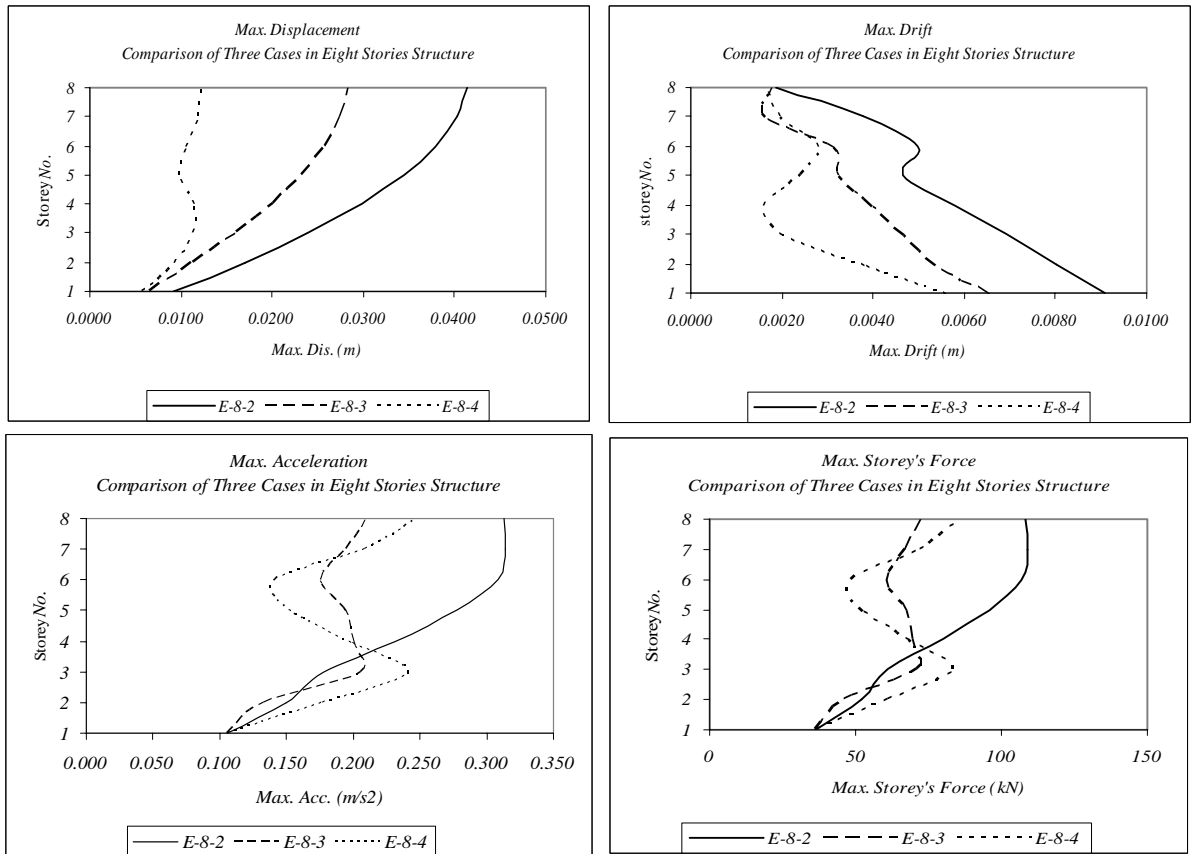 Max. Displacement
Comparison of Three Cases in Eight Stories Structure
8
7
6
5
4
3
2
1
Storey No.
0.0000 0.0100 0.0200 0.0300 0.0400 0.0500
Max. Dis. (m)
E-8-2 E-8-3 E-8-4
Max. Drift
Comparison of Three Cases in Eight Stories Structure
8
7
6
5
4
3
2
1
storey No.
0.0000 0.0020 0.0040 0.0060 0.0080 0.0100
Max. Drift (m)
E-8-2 E-8-3 E-8-4
Max. Acceleration
Comparison of Three Cases in Eight Stories Structure
8
7
6
5
4
3
2
1
Storey No.
0.000 0.050 0.100 0.150 0.200 0.250 0.300 0.350
Max. Acc. (m/s2)
E-8-2 E-8-3 E-8-4
Max. Storey's Force
Comparison of Three Cases in Eight Stories Structure
8
7
6
5
4
3
2
1
Storey No.
0 50 100 150
Max. Storey's Force (kN)
E-8-2 E-8-3 E-8-4